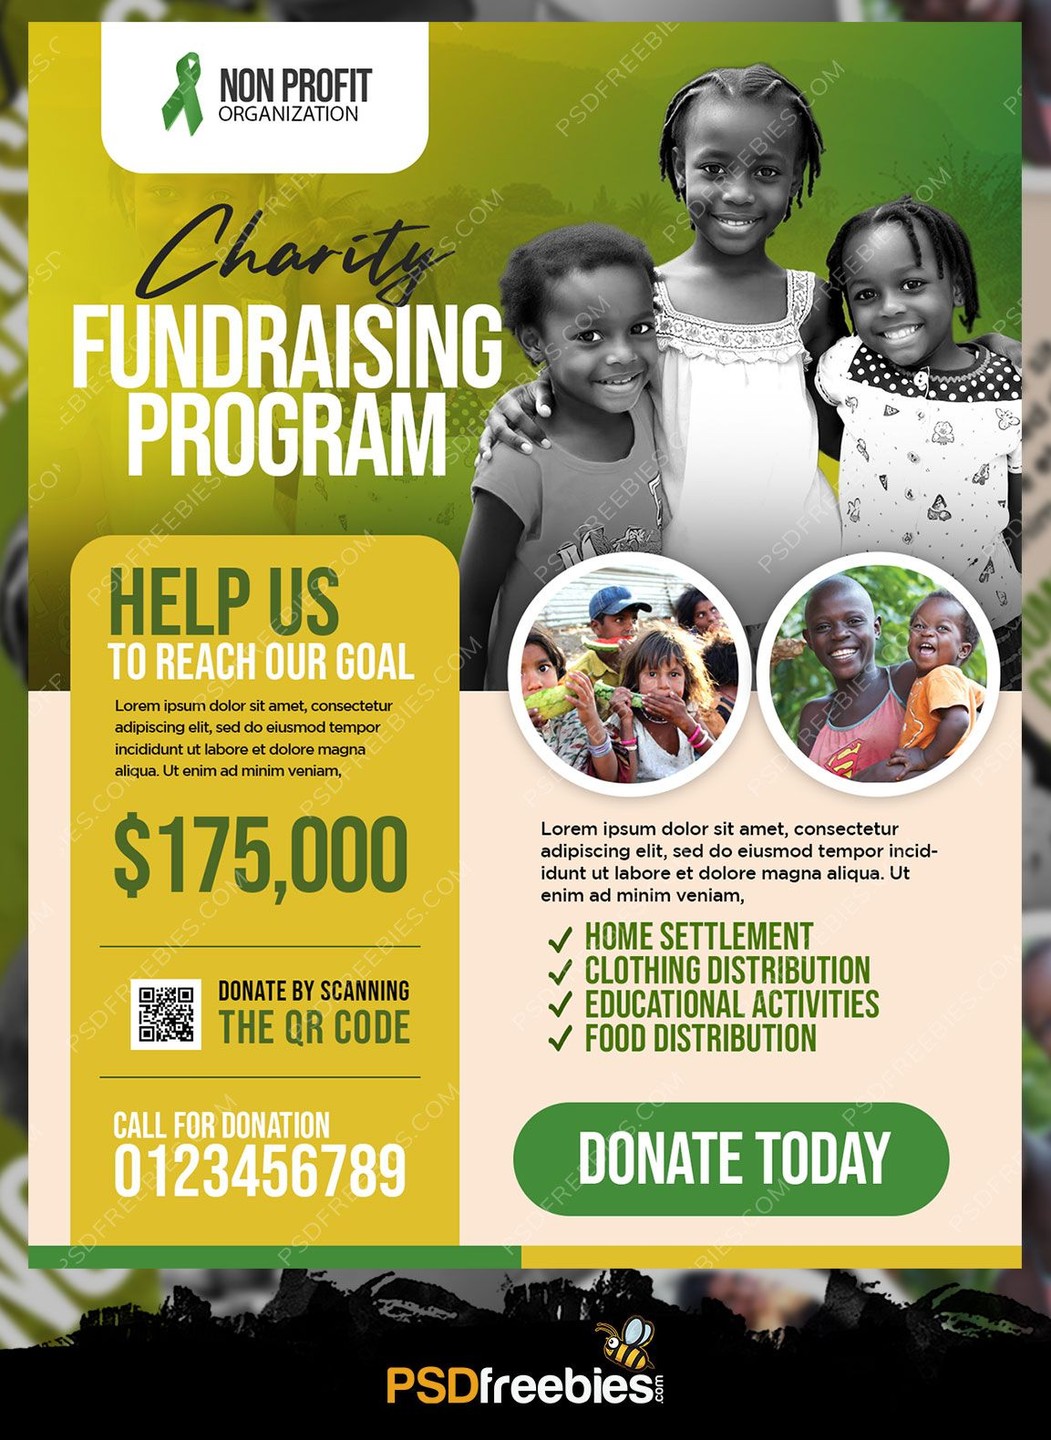 NON PROFIT
ORGANIZATION
Charity
FUNDRAISING
PROGRAM
HELP US
TO REACH OUR GOAL
Lorem ipsum dolor sit amet, consectetur
adipiscing elit, sed do eiusmod tempor
incididunt ut labore et dolore magna
aliqua. Ut enim ad minim veniam,
$175,000
DONATE BY SCANNING
THE QR CODE
CALL FOR DONATION
0123456789
Lorem ipsum dolor sit amet, consectetur
adipiscing elit, sed do eiusmod tempor incid-
idunt ut labore et dolore magna aliqua. Ut
enim ad minim veniam,
HOME SETTLEMENT
CLOTHING DISTRIBUTION
EDUCATIONAL ACTIVITIES
FOOD DISTRIBUTION
DONATE TODAY
PSDfreebies.com